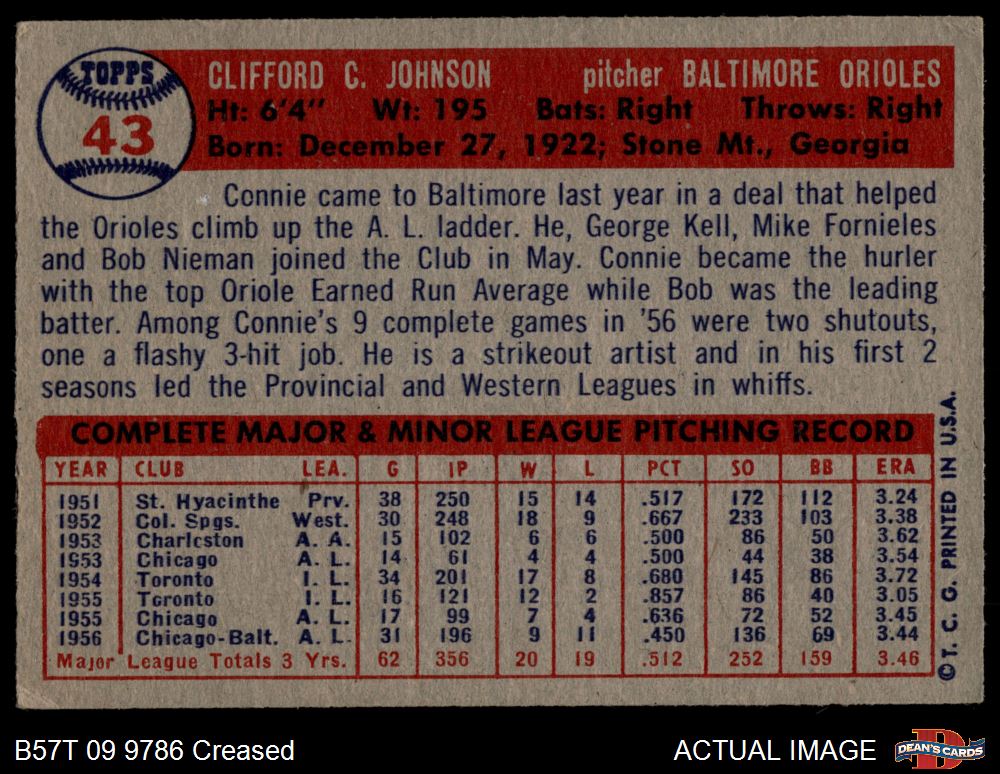 TOPPS
43
CLIFFORD C. JOHNSON pitcher BALTIMORE ORIOLES
Ht: 6'4" Wt: 195 Bats: Right Throws: Right
Born: December 27, 1922; Stone Mt., Georgia
Connie came to Baltimore last year in a deal that helped
the Orioles climb up the A. L. ladder. He, George Kell, Mike Fornieles
and Bob Nieman joined the Club in May. Connie became the hurler
with the top Oriole Earned Run Average while Bob was the leading
batter. Among Connie's 9 complete games in '56 were two shutouts,
one a flashy 3-hit job. He is a strikeout artist and in his first 2
seasons led the Provincial and Western Leagues in whiffs.
COMPLETE MAJOR & MINOR LEAGUE PITCHING RECORD
YEAR CLUB LEA. G IP W L PCT SO BB ERA
1951 St. Hyacinthe Prv. 38 250 15 14 .517 172 112 3.24
1952 Col. Spgs. West. 30 248 18 9 .667 233 103 3.38
1953 Charleston A. A. 15 102 6 6 .500 86 50 3.62
1953 Chicago A. L. 14 61 4 4 .500 44 38 3.54
1954 Toronto I. L. 34 201 17 8 .680 145 86 3.72
1955 Toronto I. L. 16 121 12 2 .857 86 40 3.05
1955 Chicago A. L. 17 99 7 4 .636 72 52 3.45
1956 Chicago-Balt. A. L. 31 196 9 11 .450 136 69 3.44
Major League Totals 3 Yrs. 62 356 20 19 .512 252 159 3.46
©T. C. G. PRINTED IN U.S.A.
B57T 09 9786 Creased
ACTUAL IMAGE
D
DEAN'S CARDS